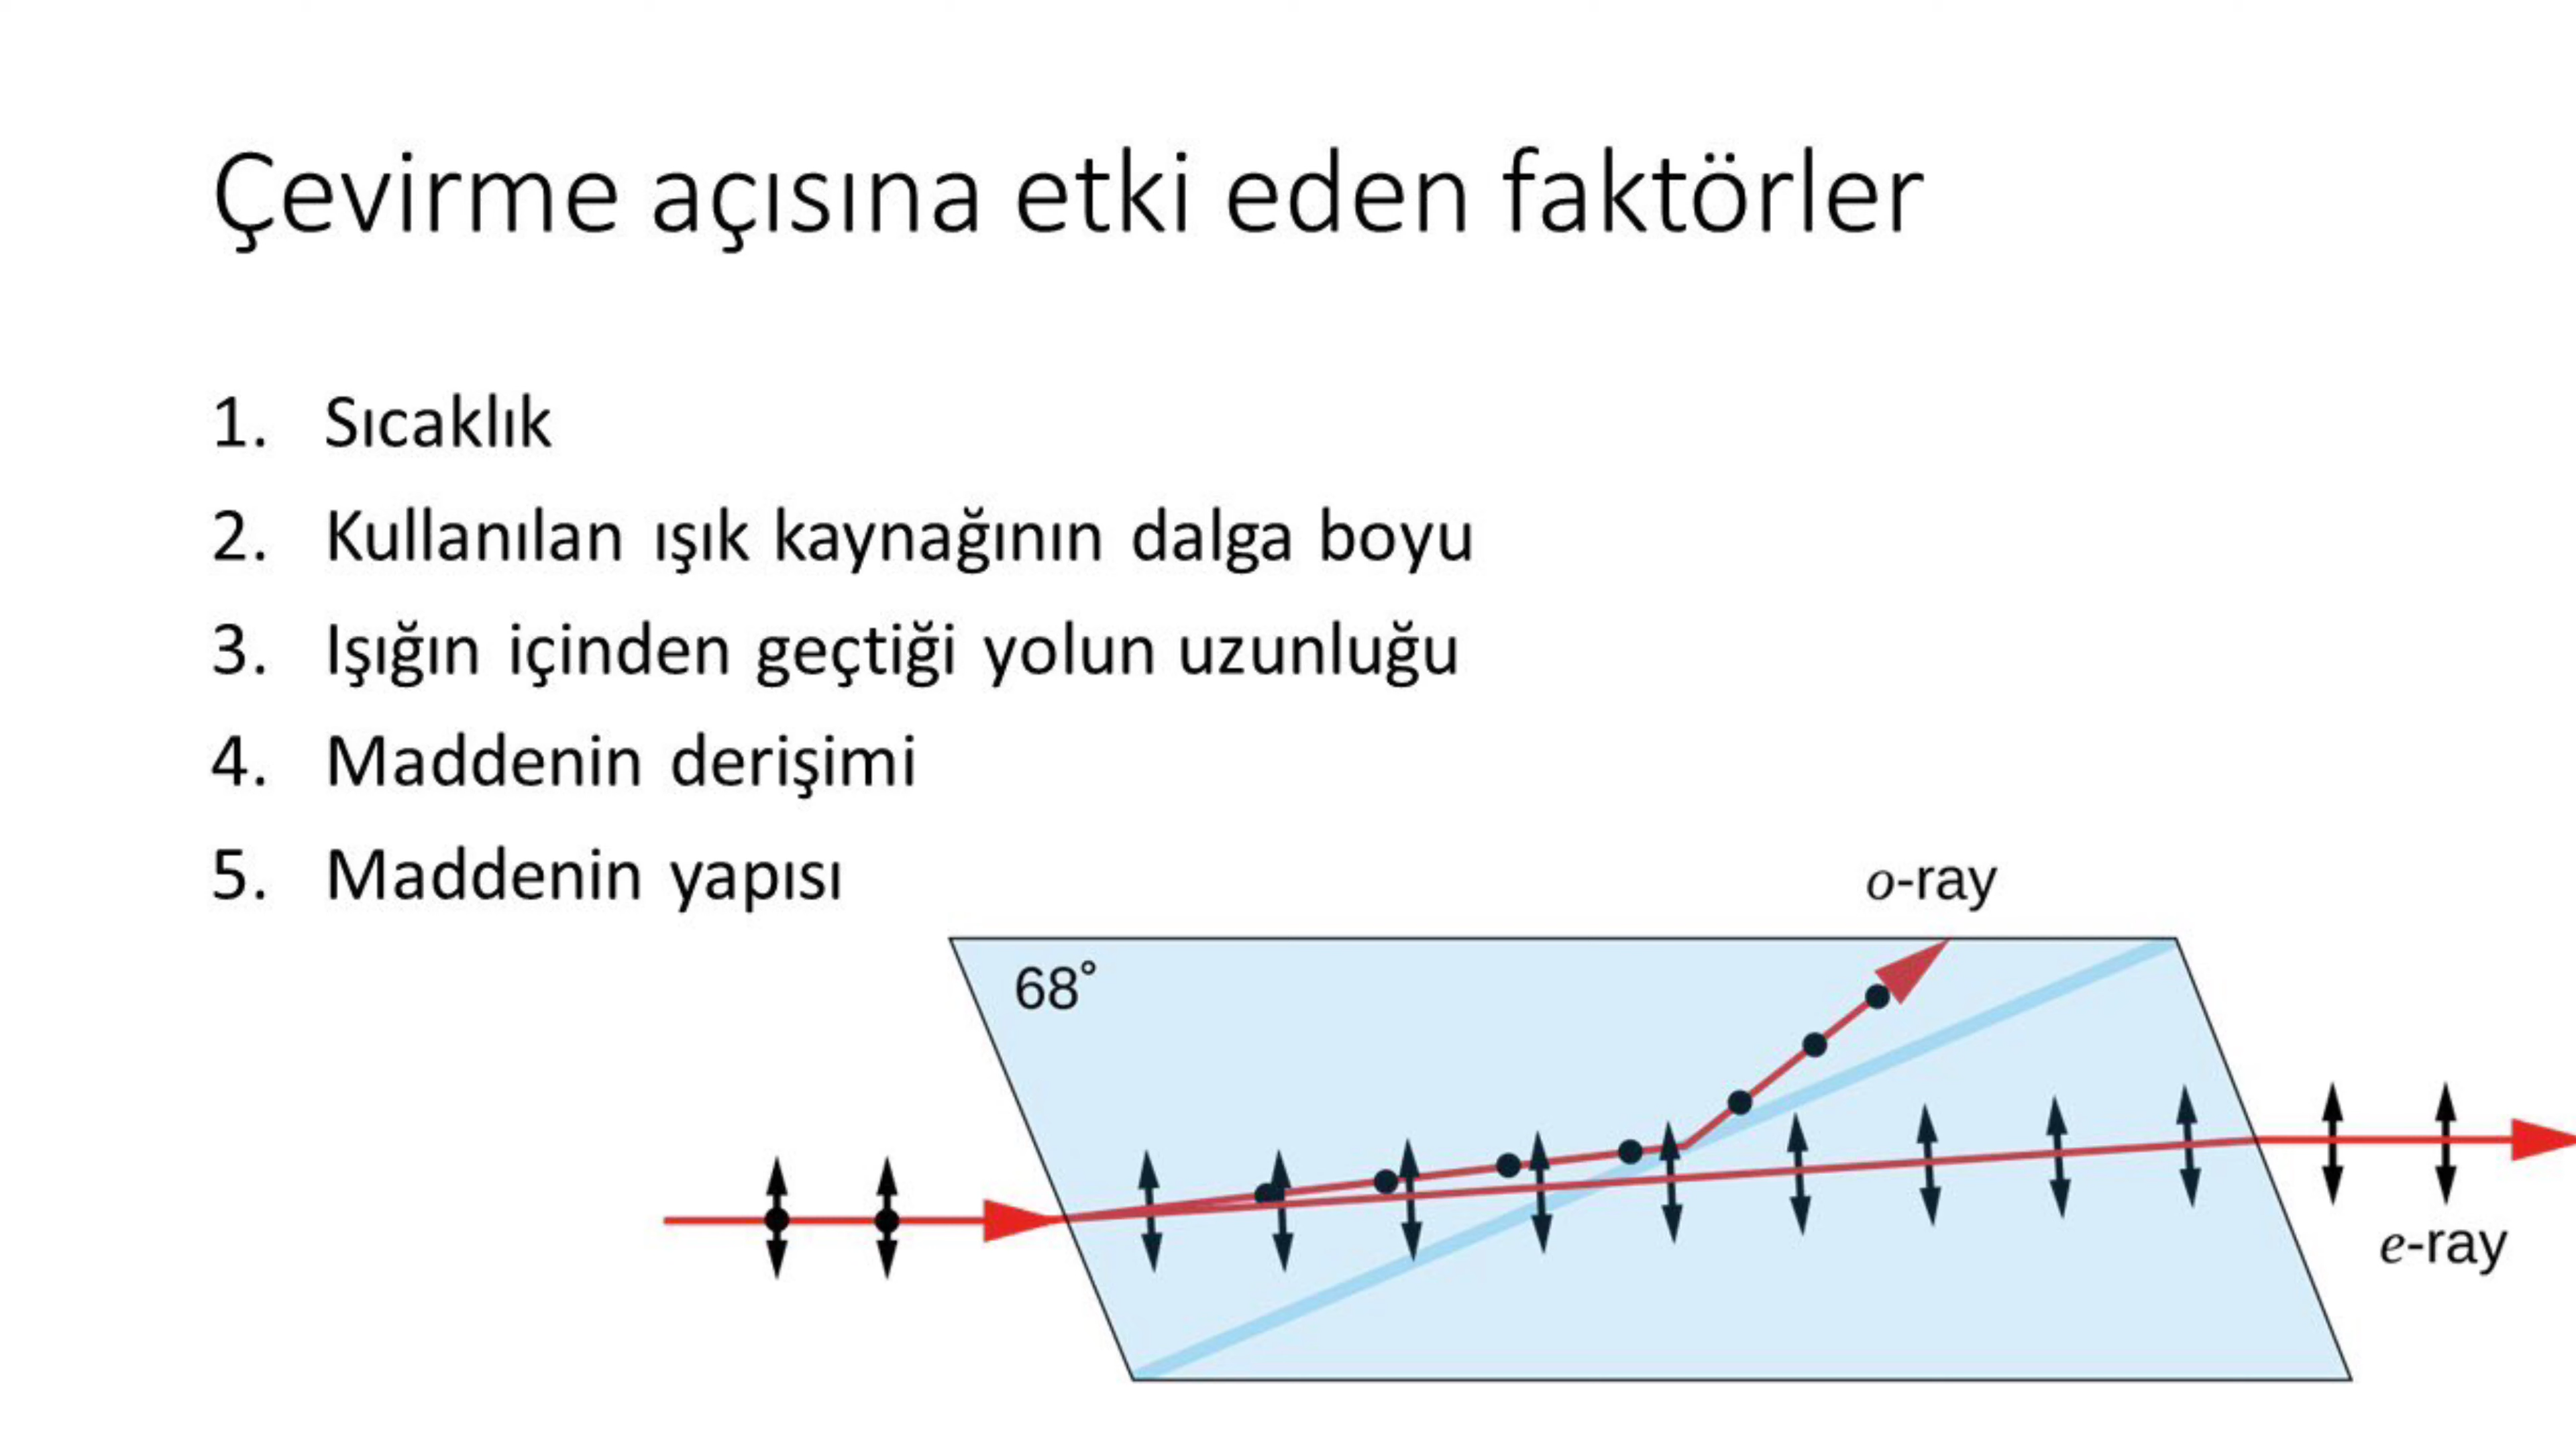 Çevirme açısına etki eden faktörler
1. Sıcaklık
2. Kullanılan ışık kaynağının dalga boyu
3. Işığın içinden geçtiği yolun uzunluğu
4. Maddenin derişimi
5. Maddenin yapısı
o-ray
68°
e-ray